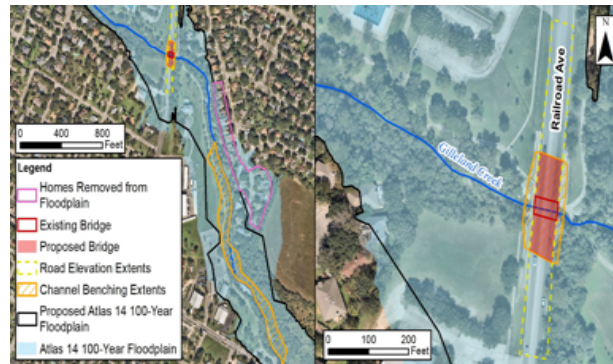 0 400 800
Feet
Legend
Homes Removed from
Floodplain
Existing Bridge
Proposed Bridge
Road Elevation Extents
Channel Benching Extents
Proposed Atlas 14 100-Year
Floodplain
Atlas 14 100-Year Floodplain
N
Railroad Ave
Gilleland Creek
0 100 200
Feet